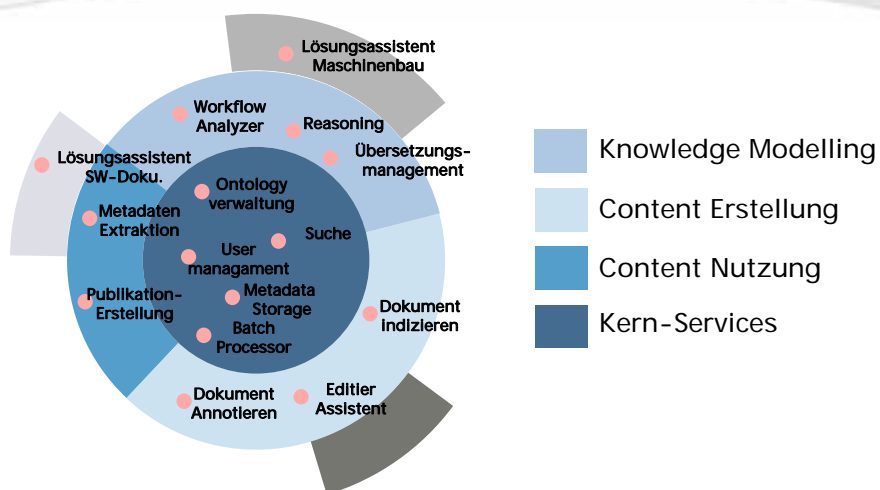 Lösungsassistent
Maschinenbau
Workflow
Analyzer
Reasoning
Übersetzungs-
management
Lösungsassistent
SW-Doku.
Metadaten
Extraktion
Ontology
verwaltung
Suche
User
managament
Metadata
Storage
Batch
Processor
Publikation-
Erstellung
Dokument
Indizieren
Dokument
Annotieren
Editier
Assistent
Knowledge Modelling
Content Erstellung
Content Nutzung
Kern-Services